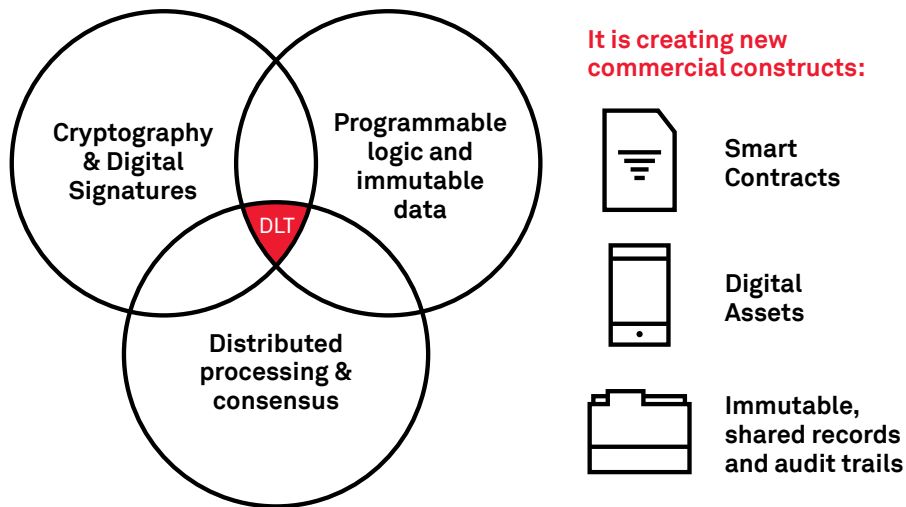 Cryptography
& Digital
Signatures
Programmable
logic and
immutable
data
DLT
Distributed
processing &
consensus
It is creating new
commercial constructs:
Smart
Contracts
Digital
Assets
Immutable,
shared records
and audit trails